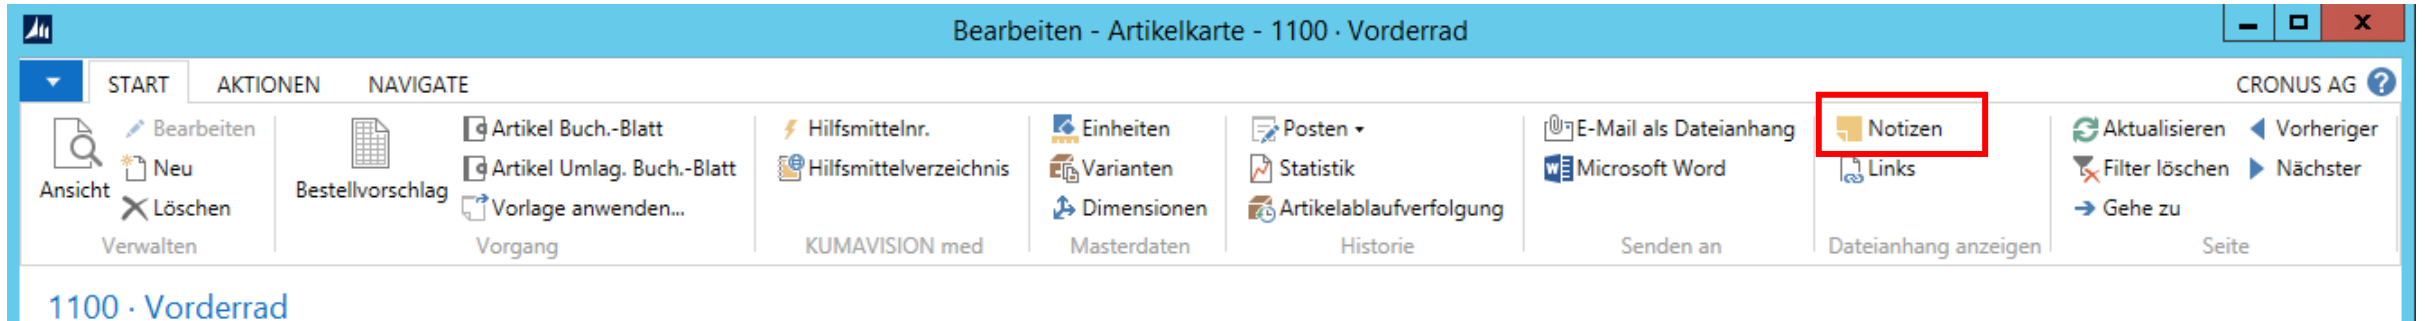 Bearbeiten - Artikelkarte - 1100 · Vorderrad
START AKTIONEN NAVIGATE CRONUS AG ?
Ansicht
Bearbeiten
Neu
Löschen
Verwalten
Bestellvorschlag
Artikel Buch.-Blatt
Artikel Umlag. Buch.-Blatt
Vorlage anwenden...
Vorgang
Hilfsmittelnr.
Hilfsmittelverzeichnis
KUMAVISION med
Einheiten
Varianten
Dimensionen
Masterdaten
Posten
Statistik
Artikelablaufverfolgung
Historie
E-Mail als Dateianhang
Microsoft Word
Senden an
Notizen
Links
Dateianhang anzeigen
Aktualisieren
Filter löschen
Gehe zu
Vorheriger
Nächster
Seite
1100 · Vorderrad